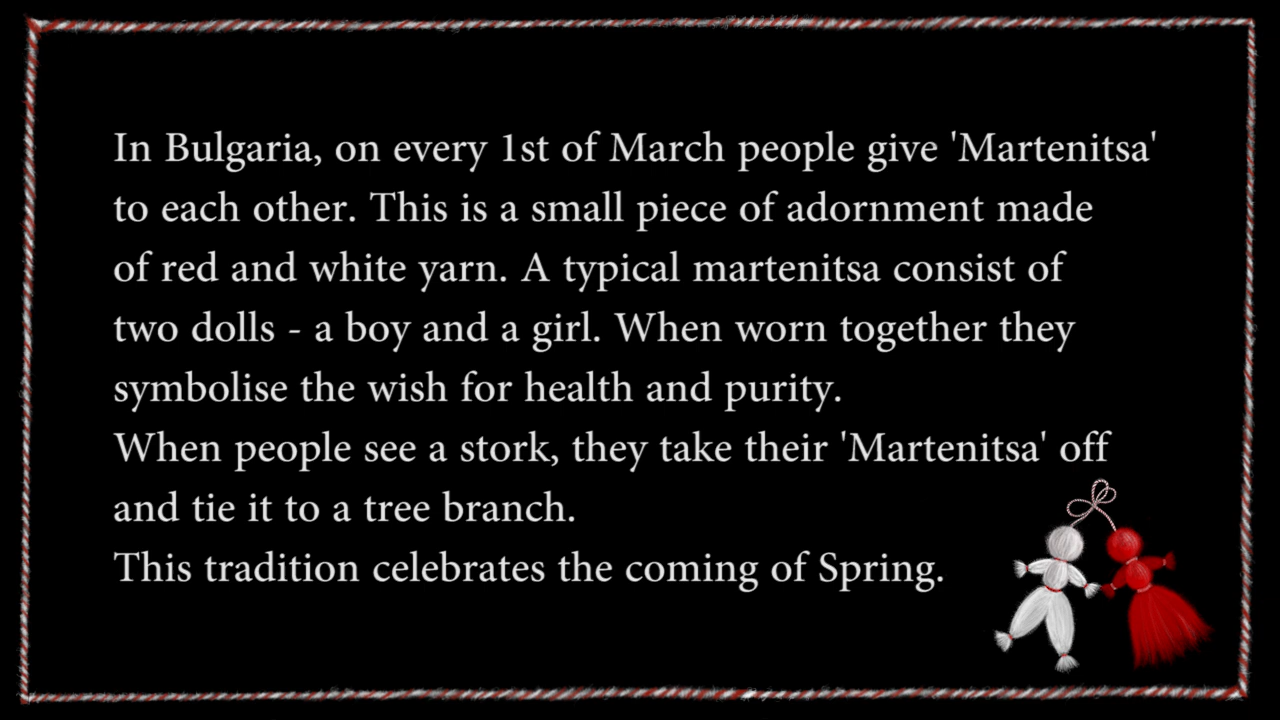 In Bulgaria, on every 1st of March people give 'Martenitsa'
to each other. This is a small piece of adornment made
of red and white yarn. A typical martenitsa consist of
two dolls - a boy and a girl. When worn together they
symbolise the wish for health and purity.
When people see a stork, they take their 'Martenitsa' off
and tie it to a tree branch.
This tradition celebrates the coming of Spring.